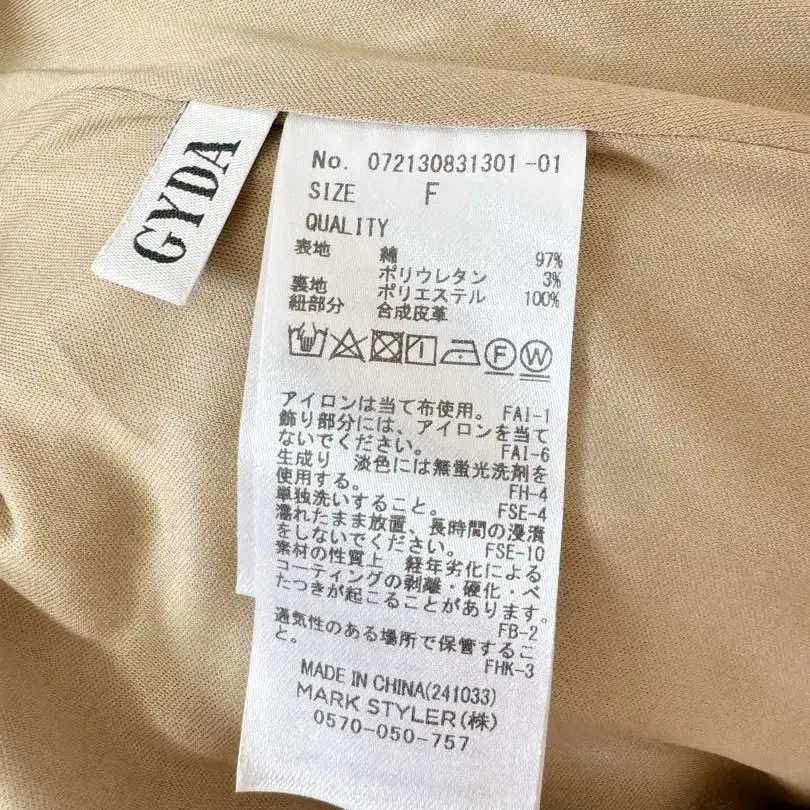 GYDA
No. 072130831301-01
SIZE F
QUALITY
表地 綿 97%
ポリウレタン 3%
裏地 ポリエステル 100%
紐部分 合成皮革
F W
アイロンは当て布使用。 FAI-1
飾り部分には、アイロンを当て
ないでください。 FAI-6
生成り 淡色には無蛍光洗剤を
使用する。 FH-4
単独洗いすること。 FSE-4
濡れたまま放置、長時間の浸漬
をしないでください。 FSE-10
素材の性質上 経年劣化による
コーティングの剥離・硬化・べ
たつきが起こることがあります。
FB-2
通気性のある場所で保管するこ
と。 FHK-3
MADE IN CHINA(241033)
MARK STYLER(株)
0570-050-757